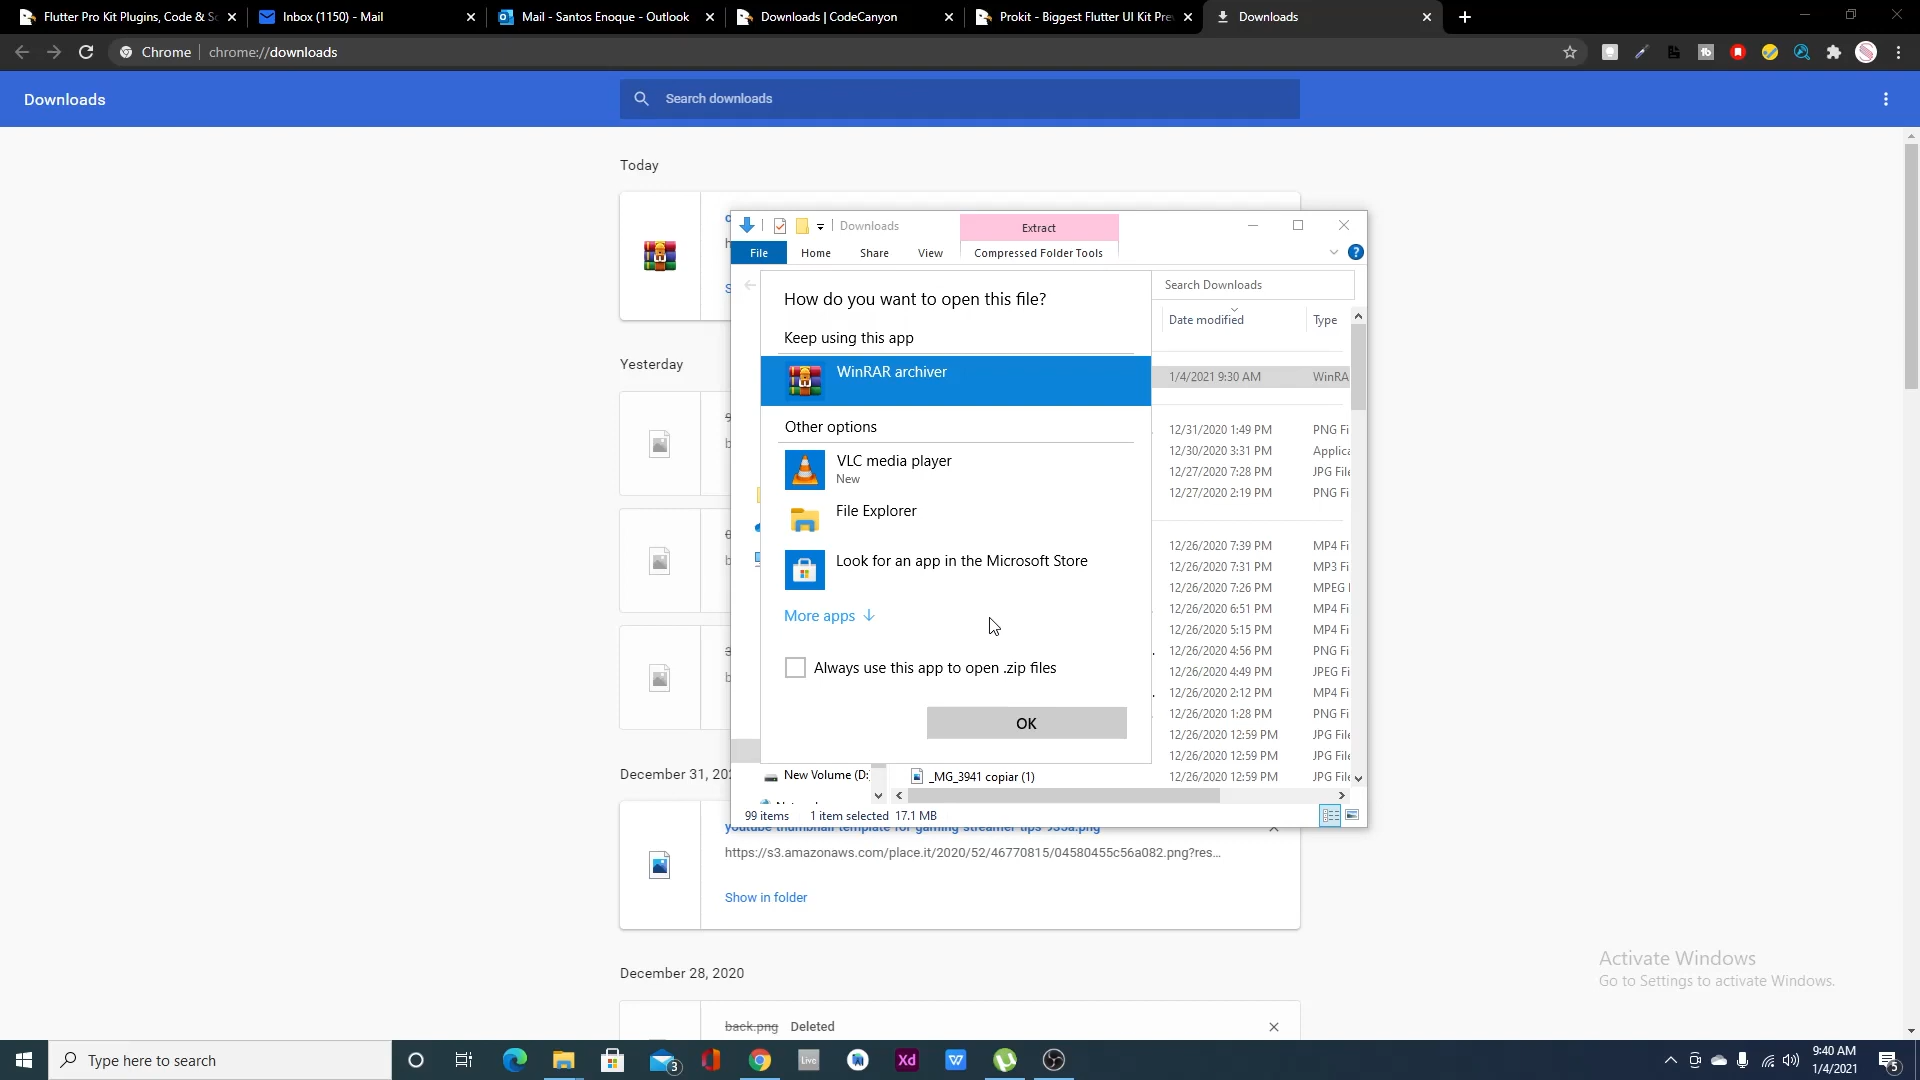 Flutter Pro Kit Plugins, Code & Sc
Inbox (1150) - Mail
Mail - Santos Enoque - Outlook
Downloads | CodeCanyon
Prokit - Biggest Flutter UI Kit Pre
Downloads
Chrome
chrome://downloads
Downloads
Search downloads
Today
Downloads
Extract
File
Home
Share
View
Compressed Folder Tools
How do you want to open this file?
Search Downloads
Keep using this app
Date modified
Type
WinRAR archiver
1/4/2021 9:30 AM
WinRA
Yesterday
Other options
12/31/2020 1:49 PM
PNG Fi
12/30/2020 3:31 PM
Applica
VLC media player
New
12/27/2020 7:28 PM
JPG File
12/27/2020 2:19 PM
PNG Fi
File Explorer
12/26/2020 7:39 PM
MP4 Fi
Look for an app in the Microsoft Store
12/26/2020 7:31 PM
MP3 Fi
12/26/2020 7:26 PM
MPEG
12/26/2020 6:51 PM
MP4 Fi
More apps
12/26/2020 5:15 PM
MP4 Fi
12/26/2020 4:56 PM
PNG Fi
Always use this app to open .zip files
12/26/2020 4:49 PM
JPEG F
12/26/2020 2:12 PM
MP4 Fi
12/26/2020 1:28 PM
PNG Fi
OK
12/26/2020 12:59 PM
JPG File
12/26/2020 12:59 PM
JPG File
December 31, 202
New Volume (D:
_MG_3941 copiar (1)
12/26/2020 12:59 PM
JPG File
99 items
1 item selected 17.1 MB
youtube-thumbnail-template-for-gaming-streamer-tips-935a.png
https://s3.amazonaws.com/place.it/2020/52/46770815/04580455c56a082.png?res...
Show in folder
December 28, 2020
back.png Deleted
Activate Windows
Go to Settings to activate Windows.
Type here to search
3
Live
Xd
9:40 AM
1/4/2021
5